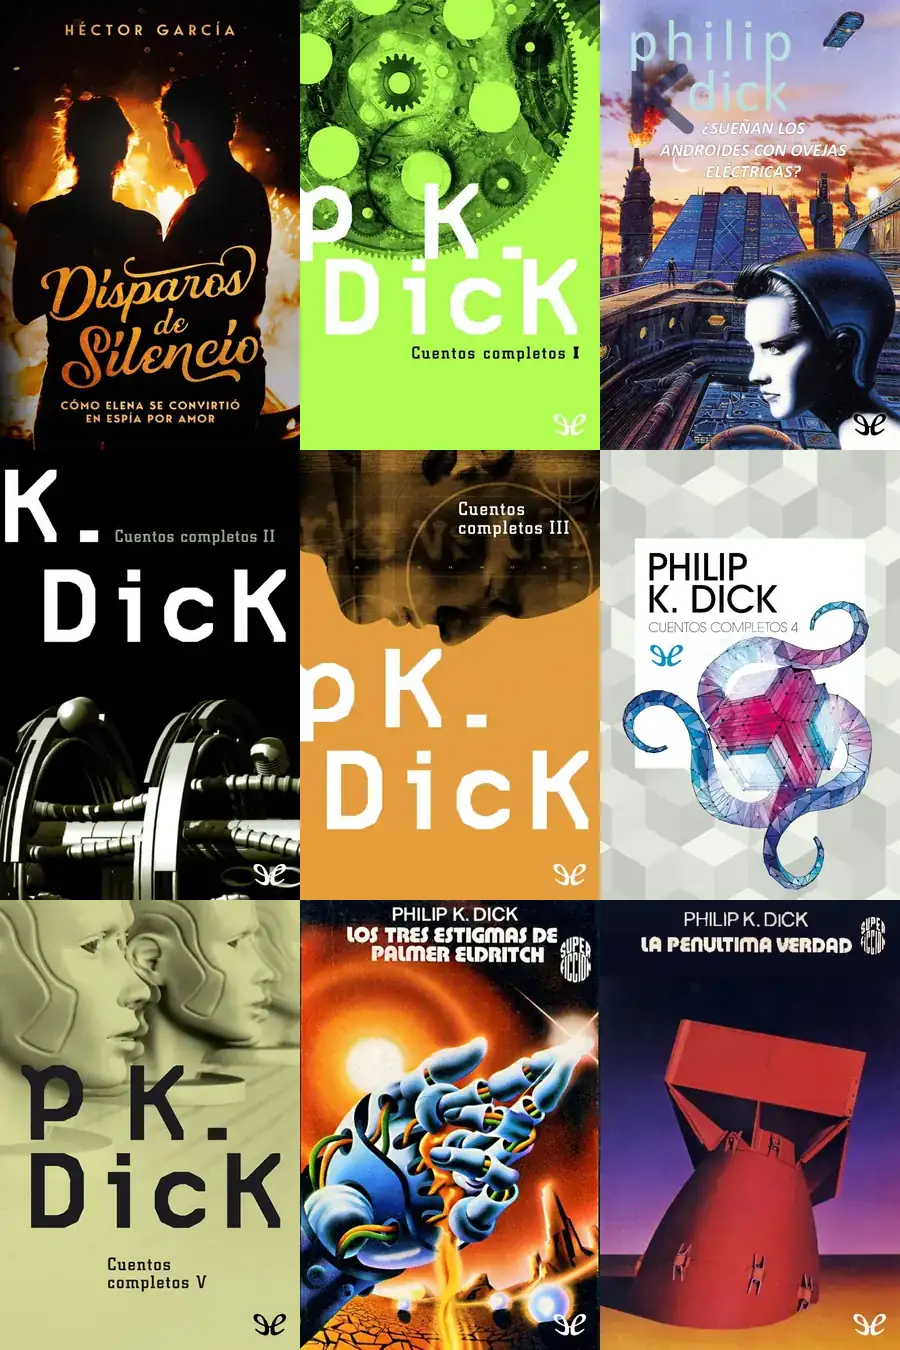 HÉCTOR GARCÍA
Disparos
de
Silencio
CÓMO ELENA SE CONVIRTIÓ
EN ESPÍA POR AMOR
P K.
Dick
Cuentos completos I
philip
K dick
¿SUEÑAN LOS
ANDROIDES CON OVEJAS
ELÉCTRICAS?
K.
Cuentos completos II
Dick
Cuentos
completos III
P K.
Dick
PHILIP
K. DICK
CUENTOS COMPLETOS 4
P K.
Dick
Cuentos
completos V
PHILIP K. DICK
LOS TRES ESTIGMAS DE
PALMER ELDRITCH
SUPER
FICCION
PHILIP K. DICK
LA PENULTIMA VERDAD
SUPER
FICCION